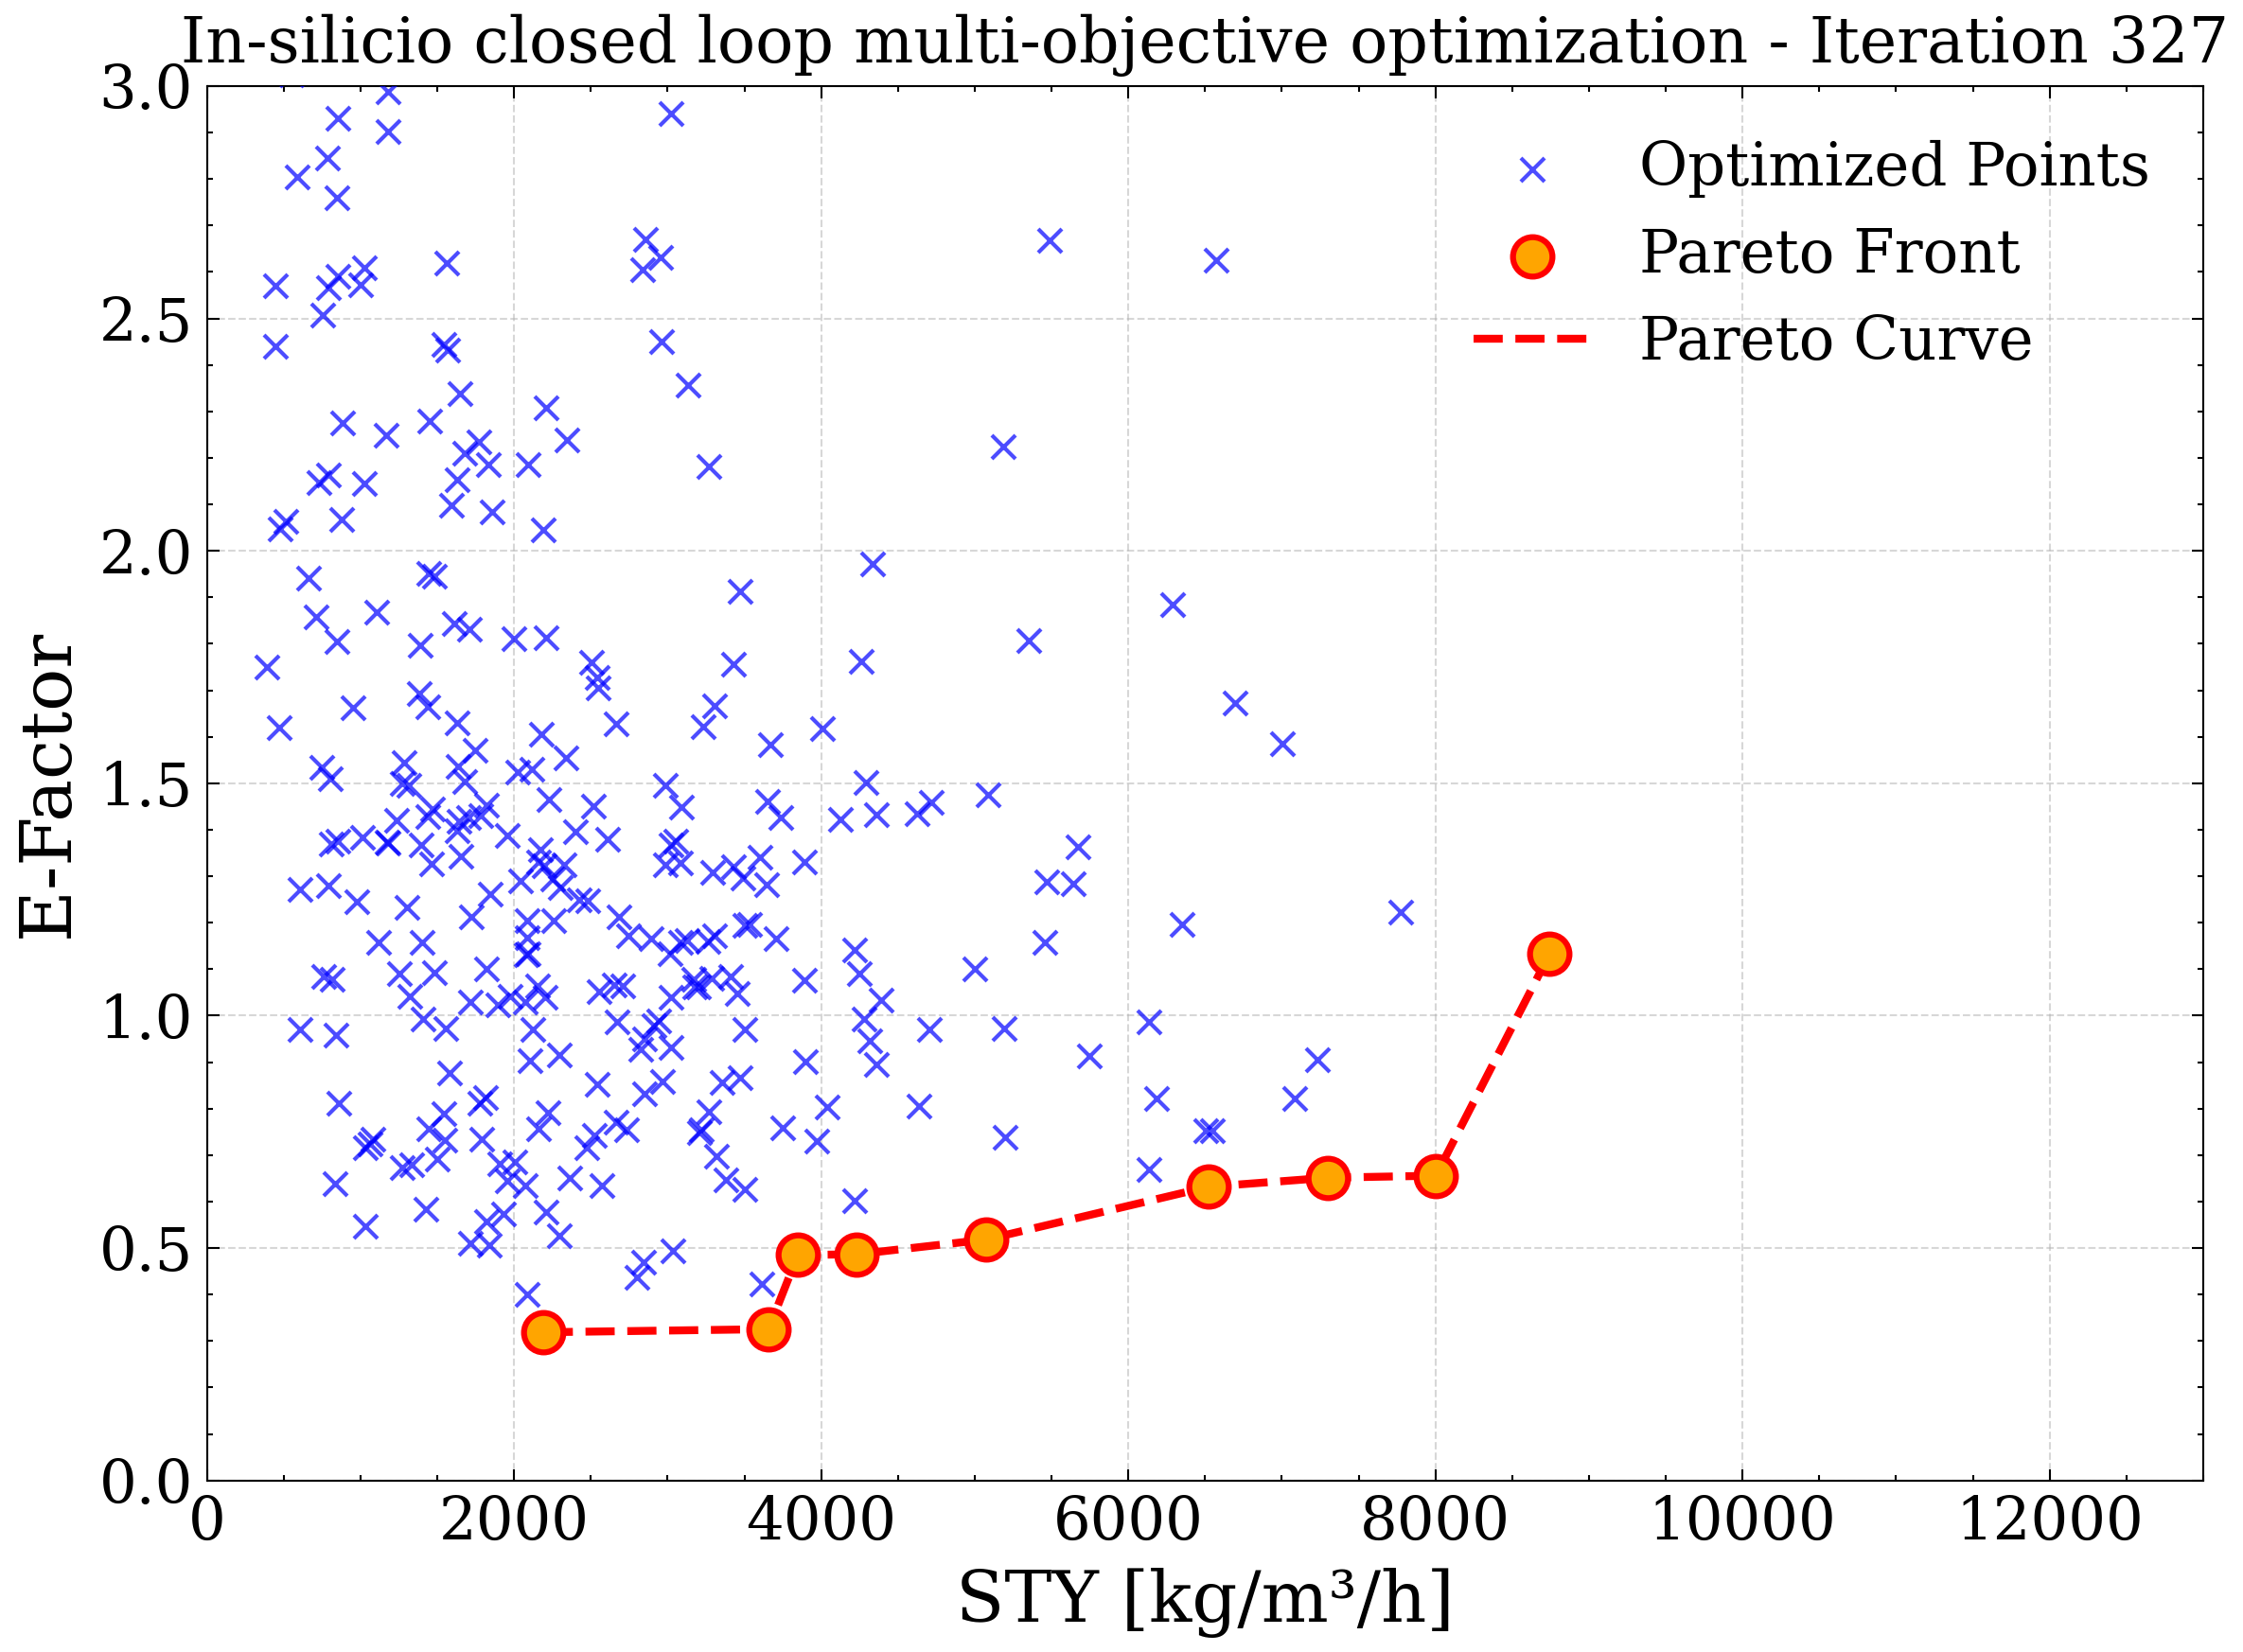 In-silicio closed loop multi-objective optimization - Iteration 327
3.0
2.5
2.0
1.5
1.0
0.5
0.0
E-Factor
Optimized Points
Pareto Front
Pareto Curve
0 2000 4000 6000 8000 10000 12000
STY [kg/m³/h]